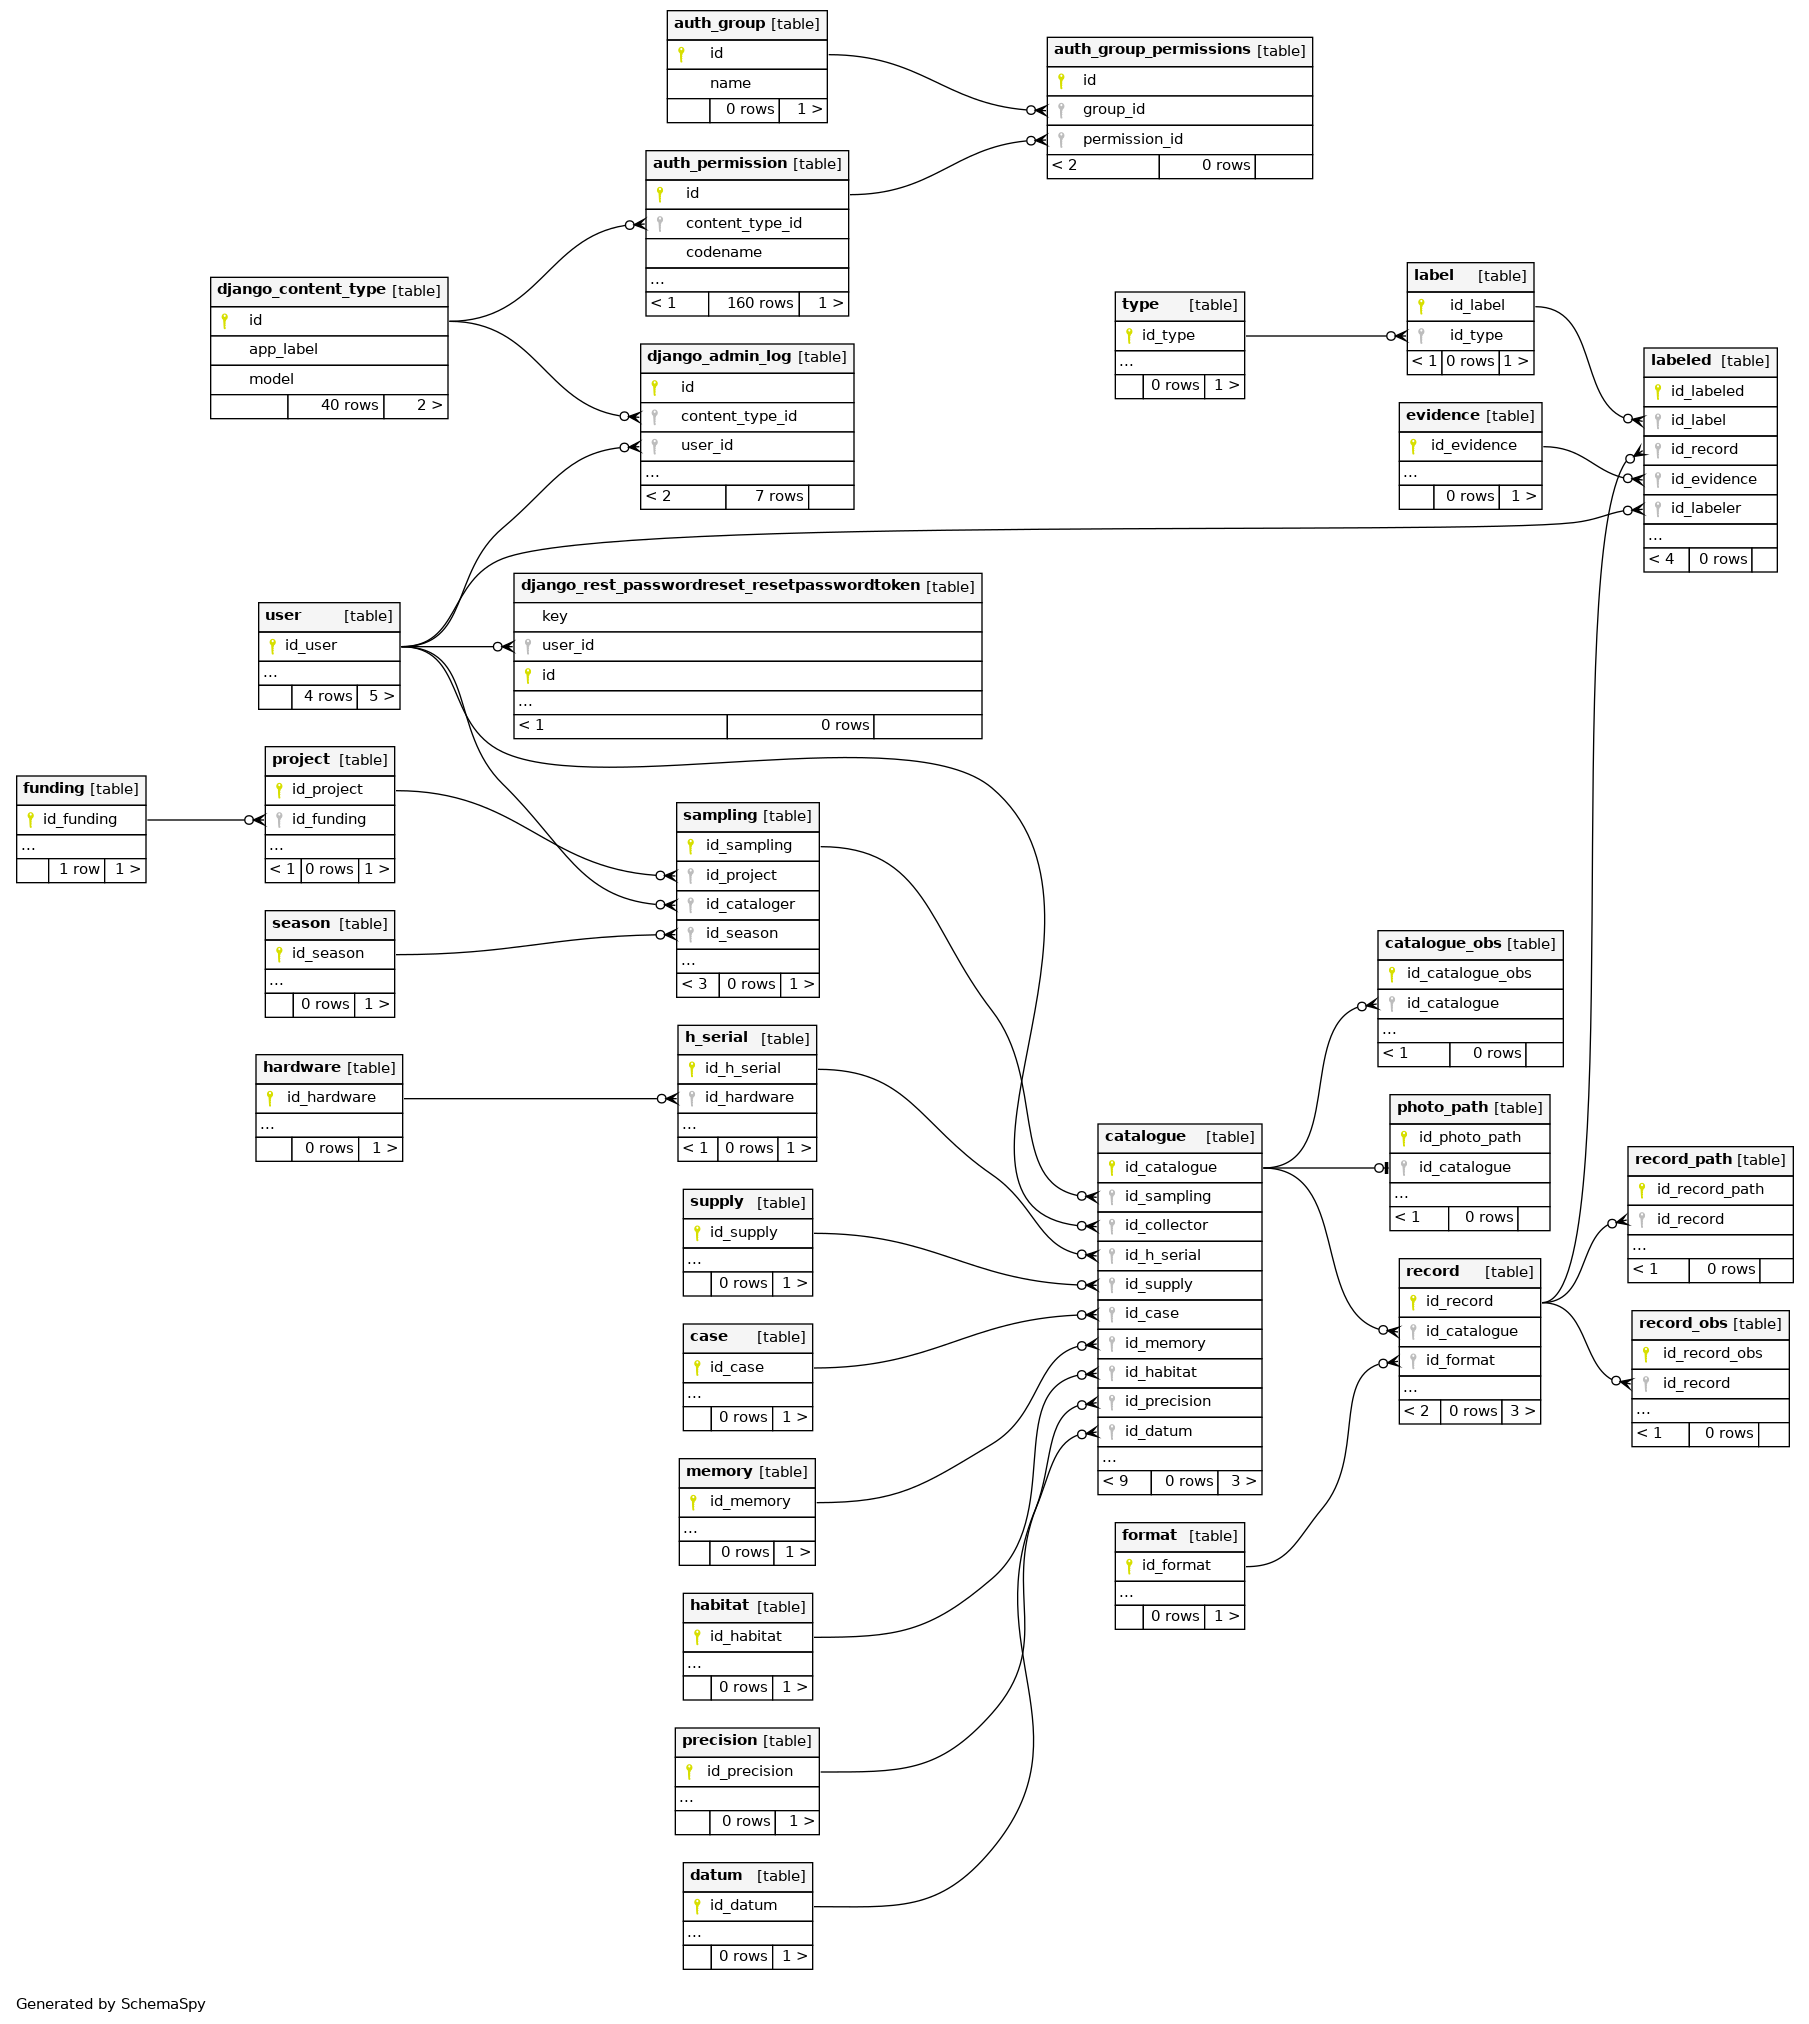 auth_group [table]
id
name
0 rows 1 >
auth_group_permissions [table]
id
group_id
permission_id
< 2 0 rows
auth_permission [table]
id
content_type_id
codename
...
< 1 160 rows 1 >
django_content_type [table]
id
app_label
model
40 rows 2 >
django_admin_log [table]
id
content_type_id
user_id
...
< 2 7 rows
type [table]
id_type
...
0 rows 1 >
label [table]
id_label
id_type
< 1 0 rows 1 >
evidence [table]
id_evidence
...
0 rows 1 >
labeled [table]
id_labeled
id_label
id_record
id_evidence
id_labeler
...
< 4 0 rows
django_rest_passwordreset_resetpasswordtoken [table]
key
user_id
id
...
< 1 0 rows
user [table]
id_user
...
4 rows 5 >
funding [table]
id_funding
...
1 row 1 >
project [table]
id_project
id_funding
...
< 1 0 rows 1 >
season [table]
id_season
...
0 rows 1 >
sampling [table]
id_sampling
id_project
id_cataloger
id_season
...
< 3 0 rows 1 >
hardware [table]
id_hardware
...
0 rows 1 >
h_serial [table]
id_h_serial
id_hardware
...
< 1 0 rows 1 >
supply [table]
id_supply
...
0 rows 1 >
case [table]
id_case
...
0 rows 1 >
memory [table]
id_memory
...
0 rows 1 >
habitat [table]
id_habitat
...
0 rows 1 >
precision [table]
id_precision
...
0 rows 1 >
datum [table]
id_datum
...
0 rows 1 >
catalogue [table]
id_catalogue
id_sampling
id_collector
id_h_serial
id_supply
id_case
id_memory
id_habitat
id_precision
id_datum
...
< 9 0 rows 3 >
format [table]
id_format
...
0 rows 1 >
catalogue_obs [table]
id_catalogue_obs
id_catalogue
...
< 1 0 rows
photo_path [table]
id_photo_path
id_catalogue
...
< 1 0 rows
record [table]
id_record
id_catalogue
id_format
...
< 2 0 rows 3 >
record_path [table]
id_record_path
id_record
...
< 1 0 rows
record_obs [table]
id_record_obs
id_record
...
< 1 0 rows
Generated by SchemaSpy